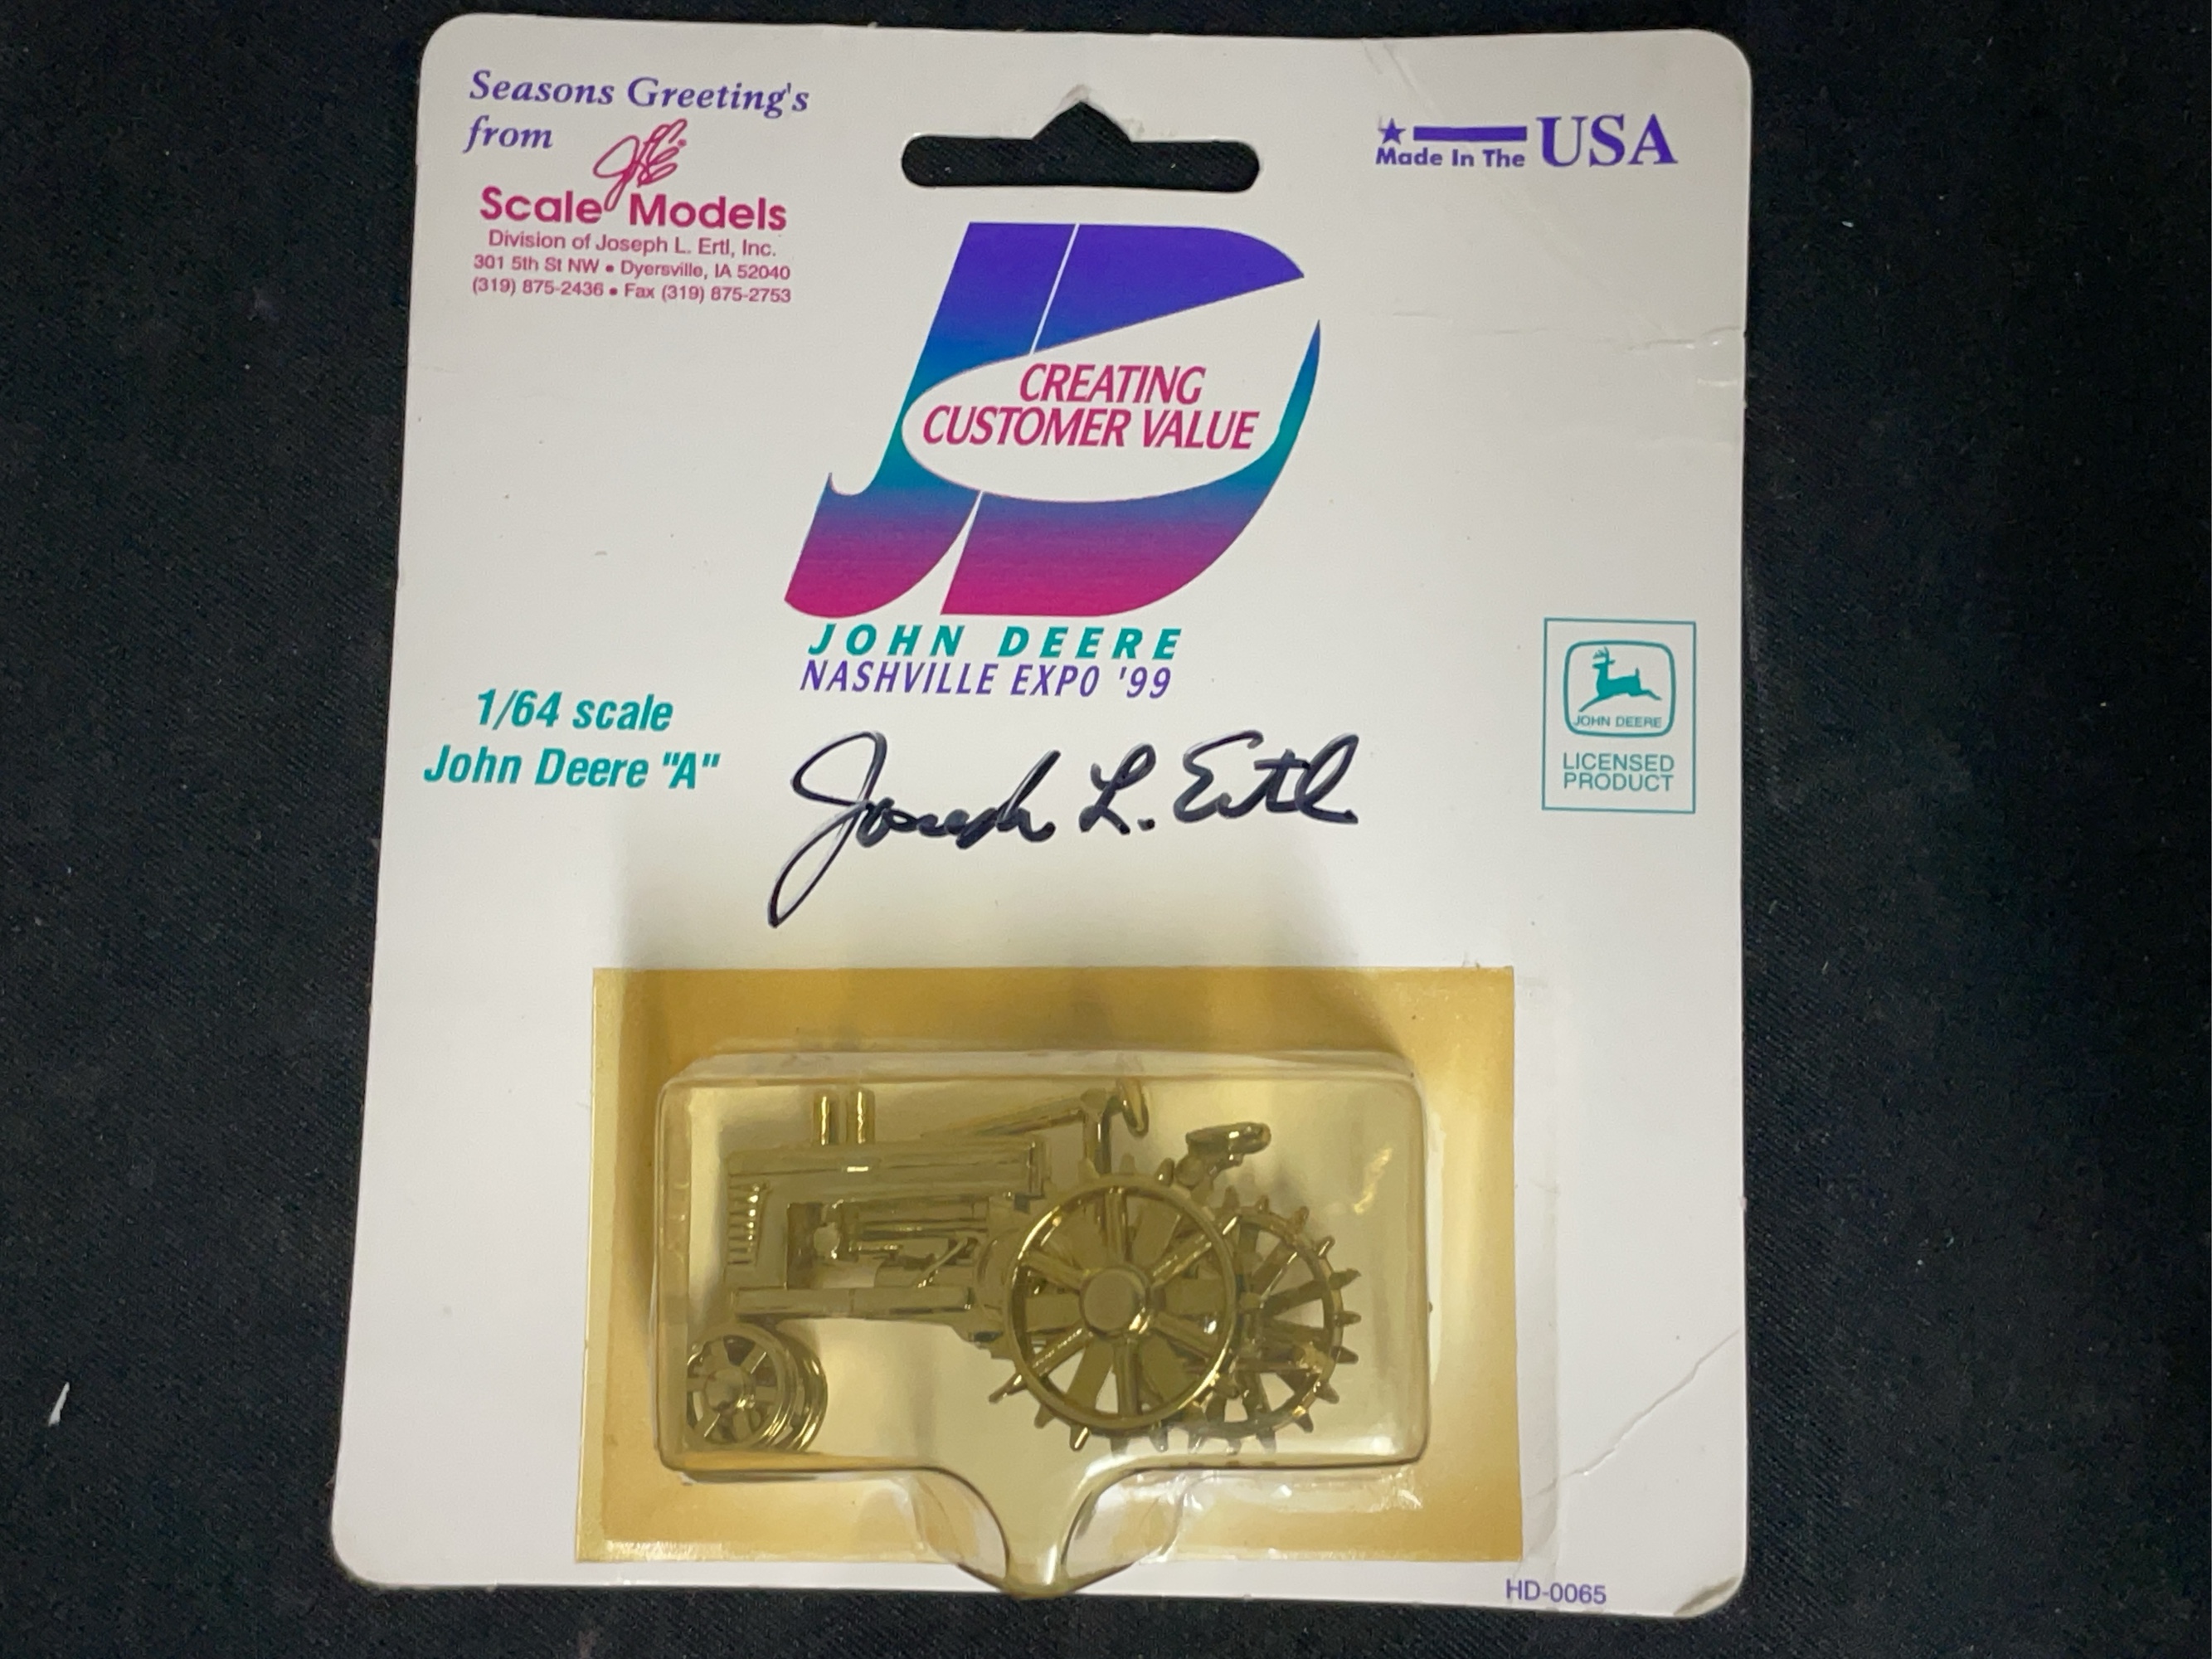 Seasons Greeting's
from
Scale Models
Division of Joseph L. Ertl, Inc.
301 5th St NW • Dyersville, IA 52040
(319) 875-2436 • Fax (319) 875-2753
Made In The USA
CREATING
CUSTOMER VALUE
JOHN DEERE
NASHVILLE EXPO '99
1/64 scale
John Deere "A"
Joseph L. Ertl
JOHN DEERE
LICENSED
PRODUCT
HD-0065